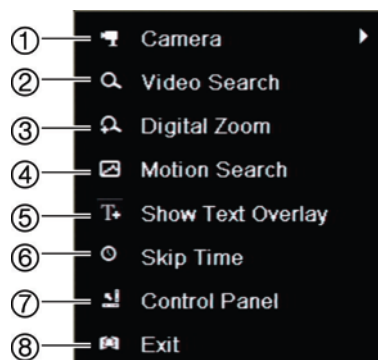 ① Camera
② Video Search
③ Digital Zoom
④ Motion Search
⑤ T+ Show Text Overlay
⑥ Skip Time
⑦ Control Panel
⑧ Exit